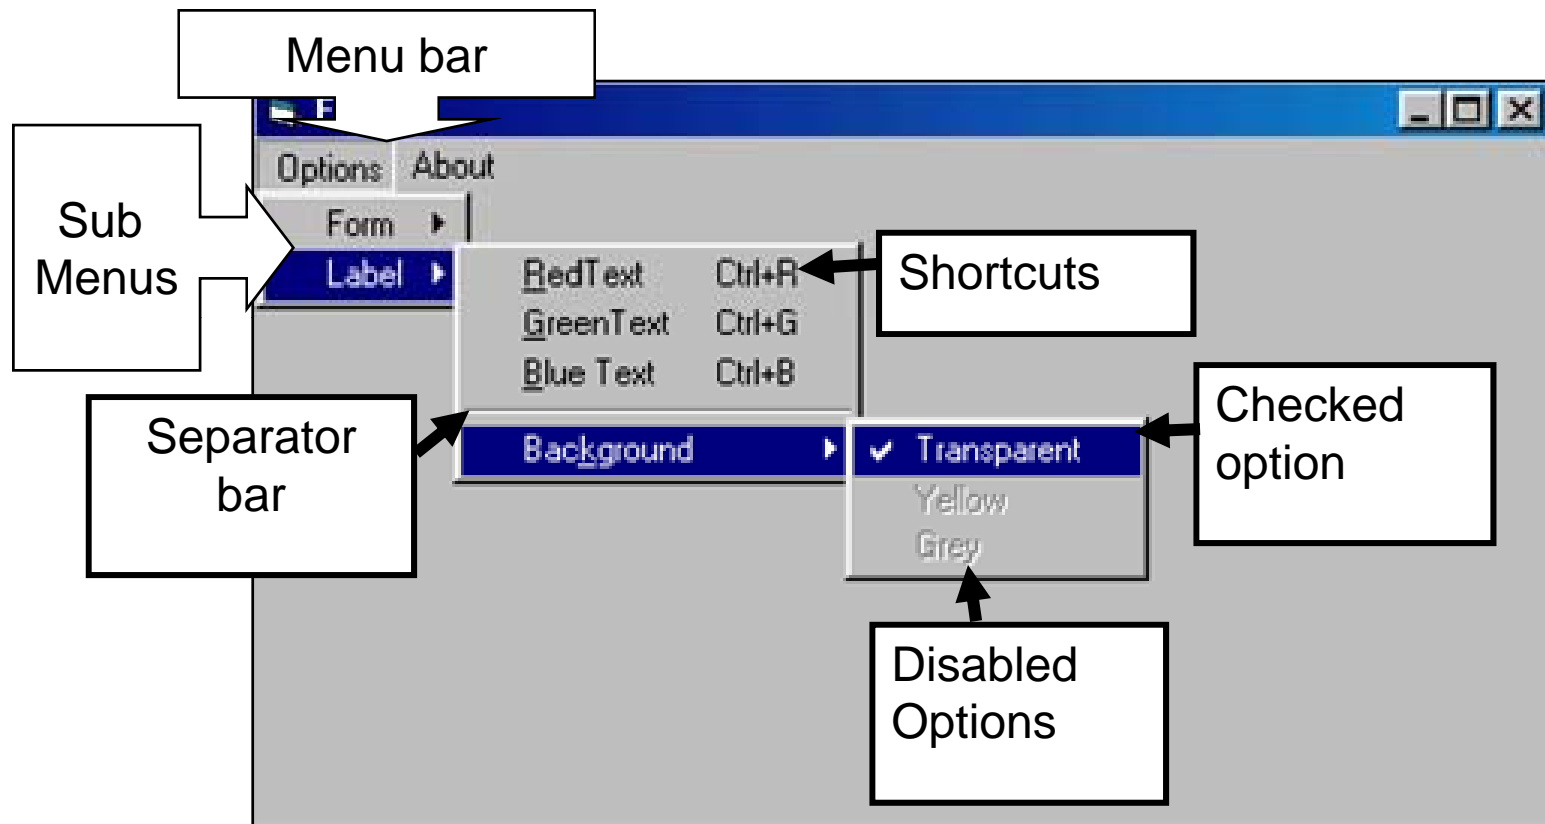 Menu bar
F
Options About
Sub
Menus
Form
Label
RedText Ctrl+R
GreenText Ctrl+G
Blue Text Ctrl+B
Shortcuts
Separator
bar
Background
Transparent
Yellow
Grey
Checked
option
Disabled
Options